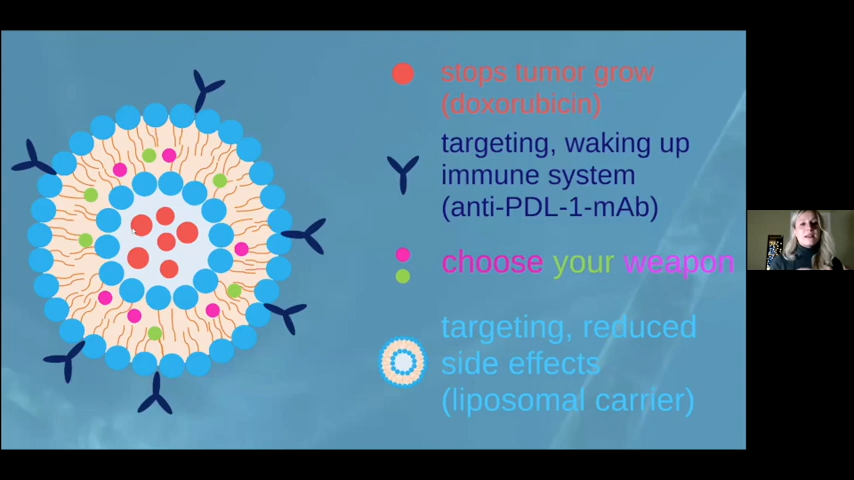 stops tumor grow
(doxorubicin)
targeting, waking up
immune system
(anti-PDL-1-mAb)
choose your weapon
targeting, reduced
side effects
(liposomal carrier)